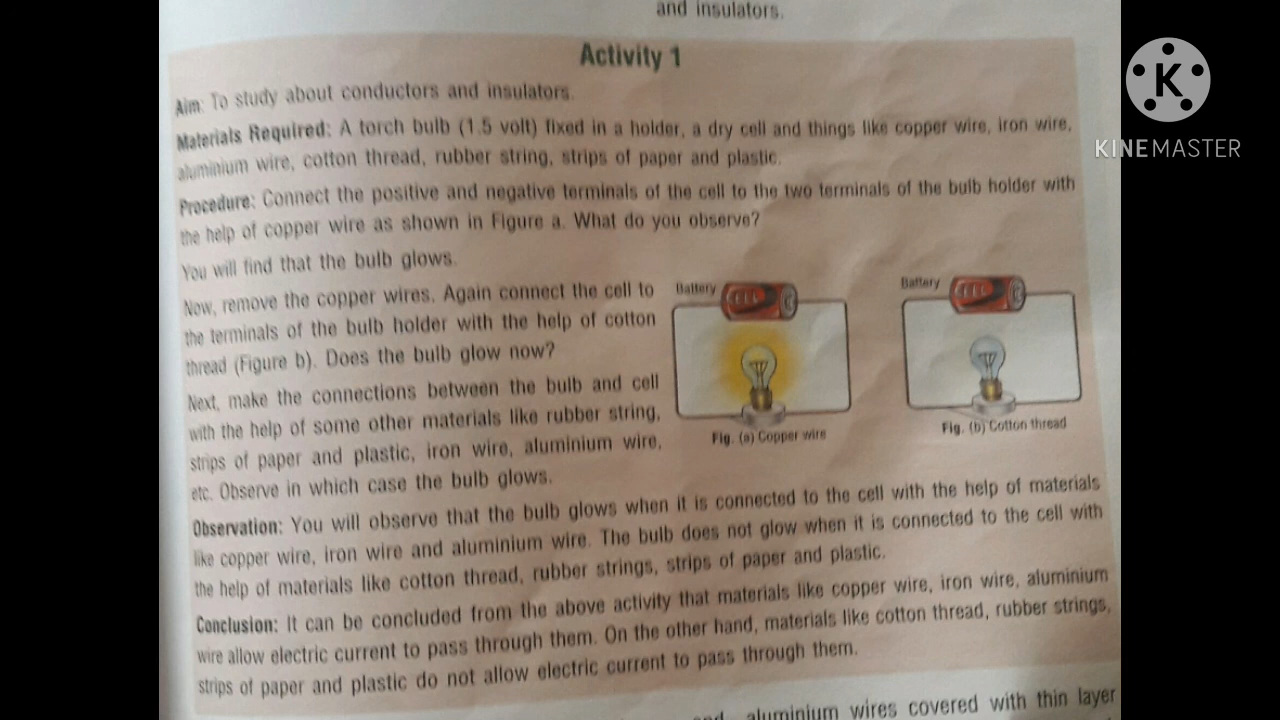 and insulators.
Activity 1
Aim: To study about conductors and insulators.
Materials Required: A torch bulb (1.5 volt) fixed in a holder, a dry cell and things like copper wire, iron wire,
aluminium wire, cotton thread, rubber string, strips of paper and plastic.
Procedure: Connect the positive and negative terminals of the cell to the two terminals of the bulb holder with
the help of copper wire as shown in Figure a. What do you observe?
You will find that the bulb glows.
Now, remove the copper wires. Again connect the cell to
the terminals of the bulb holder with the help of cotton
thread (Figure b). Does the bulb glow now?
Next, make the connections between the bulb and cell
with the help of some other materials like rubber string,
strips of paper and plastic, iron wire, aluminium wire,
etc. Observe in which case the bulb glows.
Battery
CELL
Fig. (a) Copper wire
Battery
CELL
Fig. (b) Cotton thread
Observation: You will observe that the bulb glows when it is connected to the cell with the help of materials
like copper wire, iron wire and aluminium wire. The bulb does not glow when it is connected to the cell with
the help of materials like cotton thread, rubber strings, strips of paper and plastic.
Conclusion: It can be concluded from the above activity that materials like copper wire, iron wire, aluminium
wire allow electric current to pass through them. On the other hand, materials like cotton thread, rubber strings,
strips of paper and plastic do not allow electric current to pass through them.
aluminium wires covered with thin layer
K
KINEMASTER